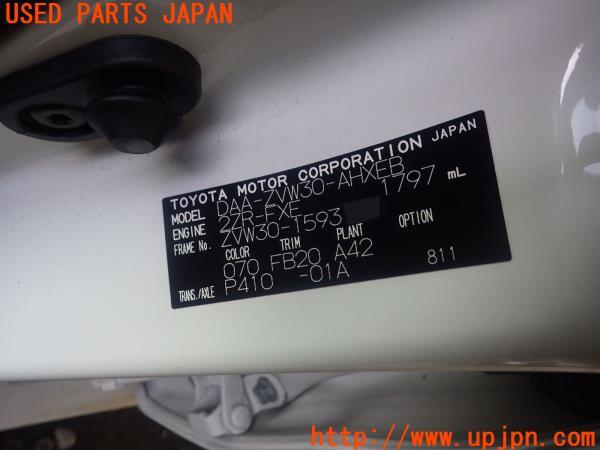 USED PARTS JAPAN
TOYOTA MOTOR CORPORATION JAPAN
MODEL DAA-ZVW30-AHXEB
ENGINE 2ZR-FXE 1797 mL
FRAME No. ZVW30-1593
COLOR TRIM PLANT OPTION
070 FB20 A42
TRANS./AXLE P410 -01A 811
URL:http://www.upjpn.com/